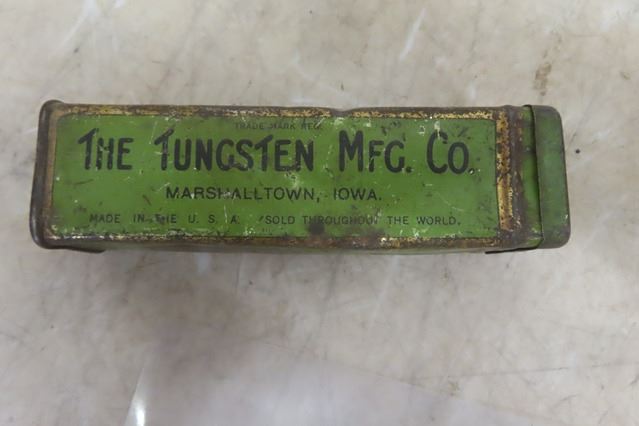 TRADE MARK REG.
THE TUNGSTEN MFG. CO.
MARSHALLTOWN, IOWA.
MADE IN THE U. S. A. SOLD THROUGHOUT THE WORLD.